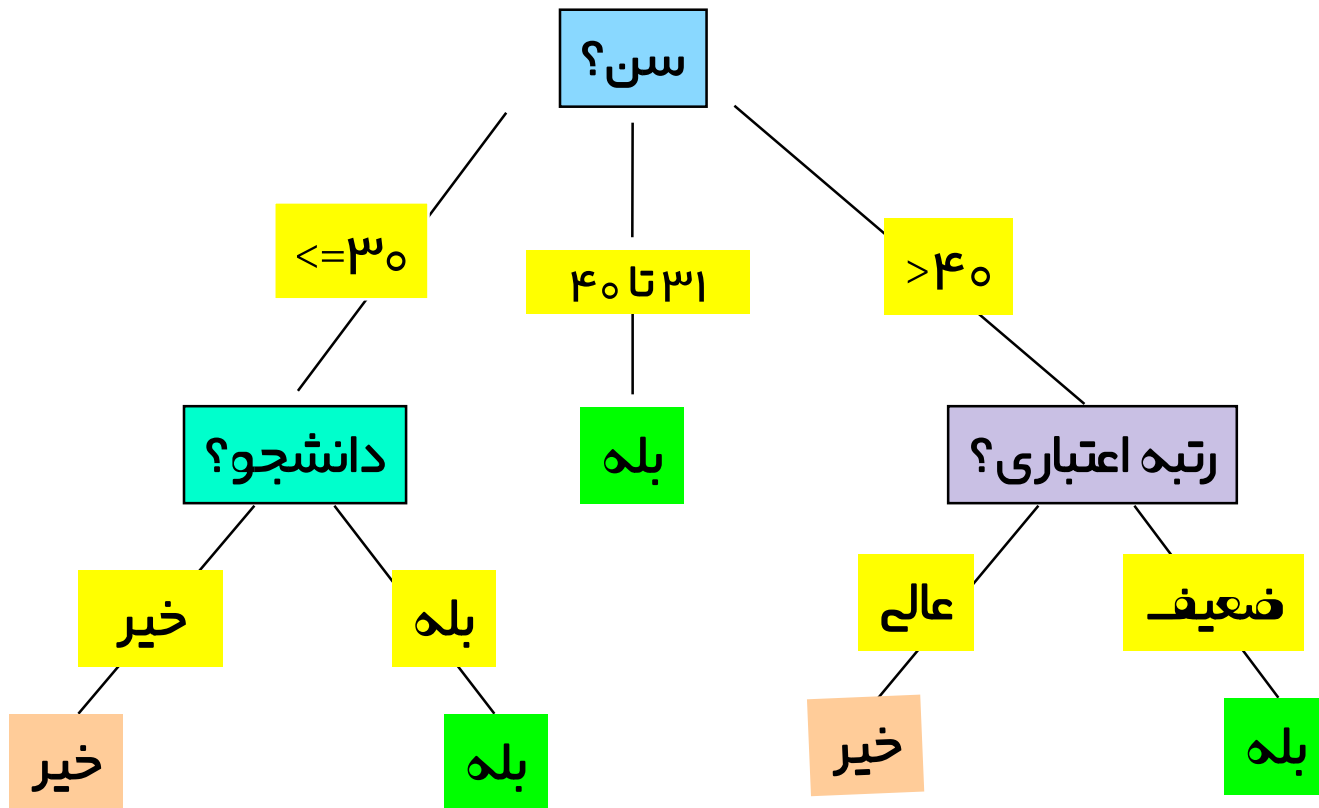 سن؟
<=۳۰
۳۱ تا ۴۰
>۴۰
دانشجو؟
بله
رتبه اعتباری؟
خیر
بله
عالی
ضعیف
خیر
بله
خیر
بله